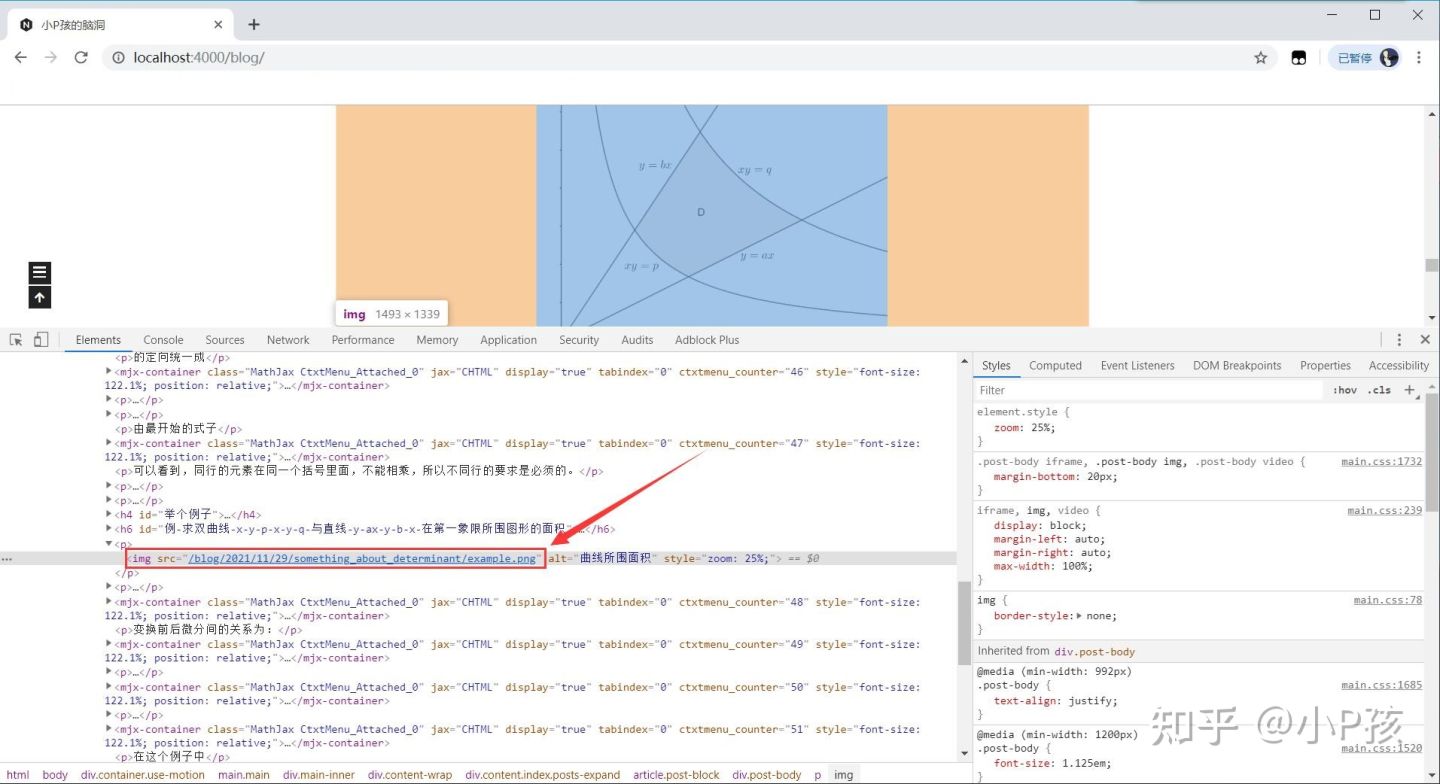 小P孩的脑洞
localhost:4000/blog/
已暂停
y = bx
xy = q
D
xy = p
y = ax
img 1493 × 1339
Elements Console Sources Network Performance Memory Application Security Audits Adblock Plus
<p>的定向统一成</p>
<mjx-container class="MathJax CtxtMenu_Attached_0" jax="CHTML" display="true" tabindex="0" ctxtmenu_counter="46" style="font-size:
122.1%; position: relative;">…</mjx-container>
<p>…</p>
<p>…</p>
<p>由最开始的式子</p>
<mjx-container class="MathJax CtxtMenu_Attached_0" jax="CHTML" display="true" tabindex="0" ctxtmenu_counter="47" style="font-size:
122.1%; position: relative;">…</mjx-container>
<p>可以看到，同行的元素在同一个括号里面，不能相乘，所以不同行的要求是必须的。</p>
<p>…</p>
<p>…</p>
<h4 id="举个例子">…</h4>
<h6 id="例-求双曲线-x-y-p-x-y-q-与直线-y-ax-y-b-x-在第一象限所围图形的面积">…</h6>
<p>
… <img src="/blog/2021/11/29/something_about_determinant/example.png" alt="曲线所围面积" style="zoom: 25%;"> == $0
</p>
<p>…</p>
<mjx-container class="MathJax CtxtMenu_Attached_0" jax="CHTML" display="true" tabindex="0" ctxtmenu_counter="48" style="font-size:
122.1%; position: relative;">…</mjx-container>
<p>变换前后微分间的关系为：</p>
<mjx-container class="MathJax CtxtMenu_Attached_0" jax="CHTML" display="true" tabindex="0" ctxtmenu_counter="49" style="font-size:
122.1%; position: relative;">…</mjx-container>
<p>…</p>
<mjx-container class="MathJax CtxtMenu_Attached_0" jax="CHTML" display="true" tabindex="0" ctxtmenu_counter="50" style="font-size:
122.1%; position: relative;">…</mjx-container>
<p>…</p>
<mjx-container class="MathJax CtxtMenu_Attached_0" jax="CHTML" display="true" tabindex="0" ctxtmenu_counter="51" style="font-size:
122.1%; position: relative;">…</mjx-container>
<p>在这个例子中</p>
html body div.container.use-motion main.main div.main-inner div.content-wrap div.content.index.posts-expand article.post-block div.post-body p img
Styles Computed Event Listeners DOM Breakpoints Properties Accessibility
Filter :hov .cls +
element.style {
zoom: 25%;
}
.post-body iframe, .post-body img, .post-body video { main.css:1732
margin-bottom: 20px;
}
iframe, img, video { main.css:239
display: block;
margin-left: auto;
margin-right: auto;
max-width: 100%;
}
img { main.css:78
border-style: none;
}
Inherited from div.post-body
@media (min-width: 992px)
.post-body { main.css:1685
text-align: justify;
}
@media (min-width: 1200px)
.post-body { main.css:1520
font-size: 1.125em;
}
知乎 @小P孩